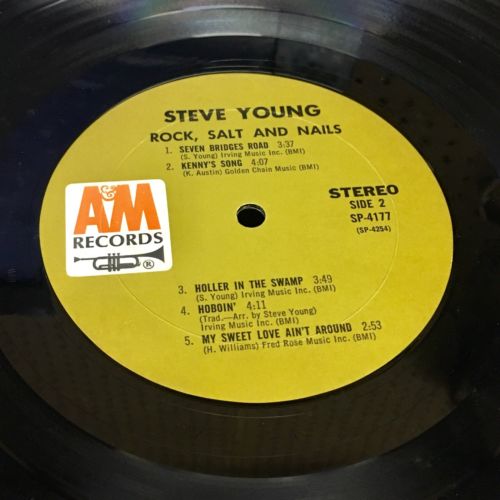 STEVE YOUNG
ROCK, SALT AND NAILS
1. SEVEN BRIDGES ROAD 3:37
(S. Young) Irving Music Inc. (BMI)
2. KENNY'S SONG 4:07
(K. Austin) Golden Chain Music (BMI)
A&M
RECORDS
®
STEREO
SIDE 2
SP-4177
(SP-4254)
3. HOLLER IN THE SWAMP 3:49
(S. Young) Irving Music Inc. (BMI)
4. HOBOIN' 4:11
(Trad.—Arr. by Steve Young)
Irving Music Inc. (BMI)
5. MY SWEET LOVE AIN'T AROUND 2:53
(H. Williams) Fred Rose Music Inc. (BMI)